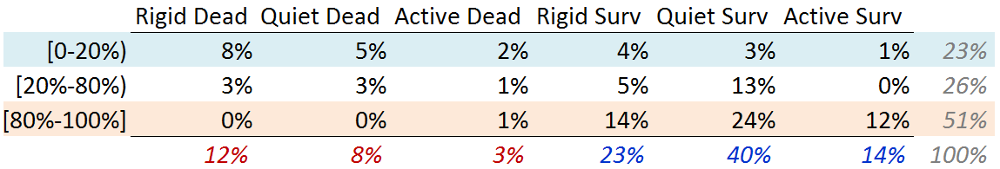 Rigid Dead Quiet Dead Active Dead Rigid Surv Quiet Surv Active Surv
[0-20%) 8% 5% 2% 4% 3% 1% 23%
[20%-80%) 3% 3% 1% 5% 13% 0% 26%
[80%-100%] 0% 0% 1% 14% 24% 12% 51%
12% 8% 3% 23% 40% 14% 100%